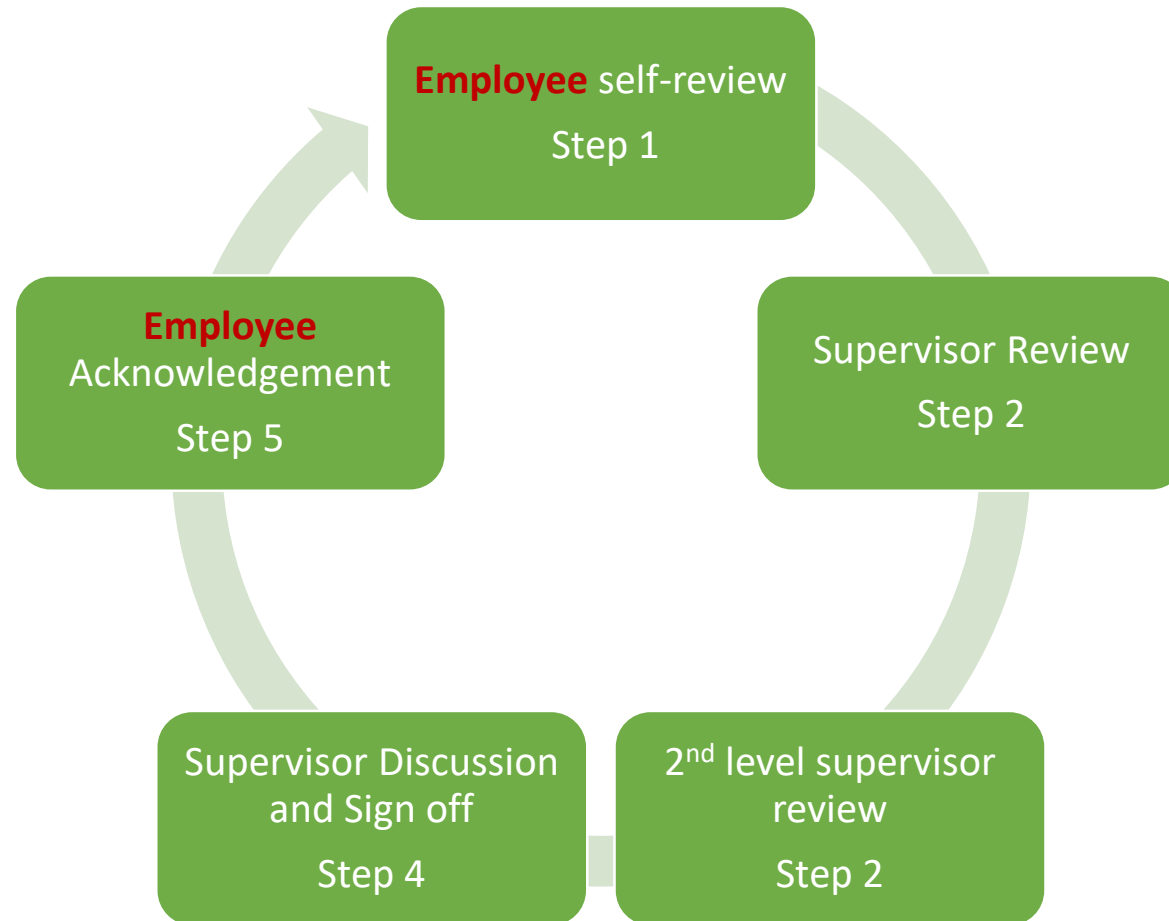 Employee self-review
Step 1
Supervisor Review
Step 2
2nd level supervisor
review
Step 2
Supervisor Discussion
and Sign off
Step 4
Employee
Acknowledgement
Step 5